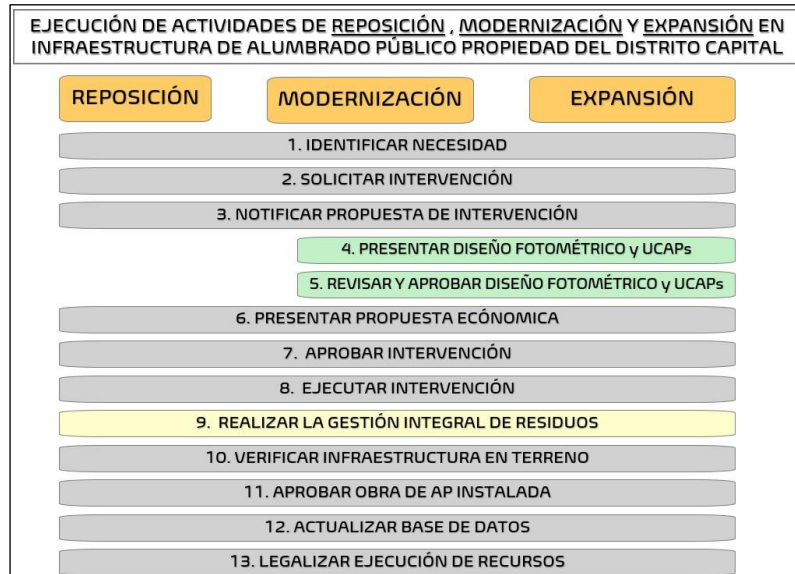 EJECUCIÓN DE ACTIVIDADES DE REPOSICIÓN , MODERNIZACIÓN Y EXPANSIÓN EN
INFRAESTRUCTURA DE ALUMBRADO PÚBLICO PROPIEDAD DEL DISTRITO CAPITAL
REPOSICIÓN
MODERNIZACIÓN
EXPANSIÓN
1. IDENTIFICAR NECESIDAD
2. SOLICITAR INTERVENCIÓN
3. NOTIFICAR PROPUESTA DE INTERVENCIÓN
4. PRESENTAR DISEÑO FOTOMÉTRICO y UCAPs
5. REVISAR Y APROBAR DISEÑO FOTOMÉTRICO y UCAPs
6. PRESENTAR PROPUESTA ECÓNOMICA
7. APROBAR INTERVENCIÓN
8. EJECUTAR INTERVENCIÓN
9. REALIZAR LA GESTIÓN INTEGRAL DE RESIDUOS
10. VERIFICAR INFRAESTRUCTURA EN TERRENO
11. APROBAR OBRA DE AP INSTALADA
12. ACTUALIZAR BASE DE DATOS
13. LEGALIZAR EJECUCIÓN DE RECURSOS